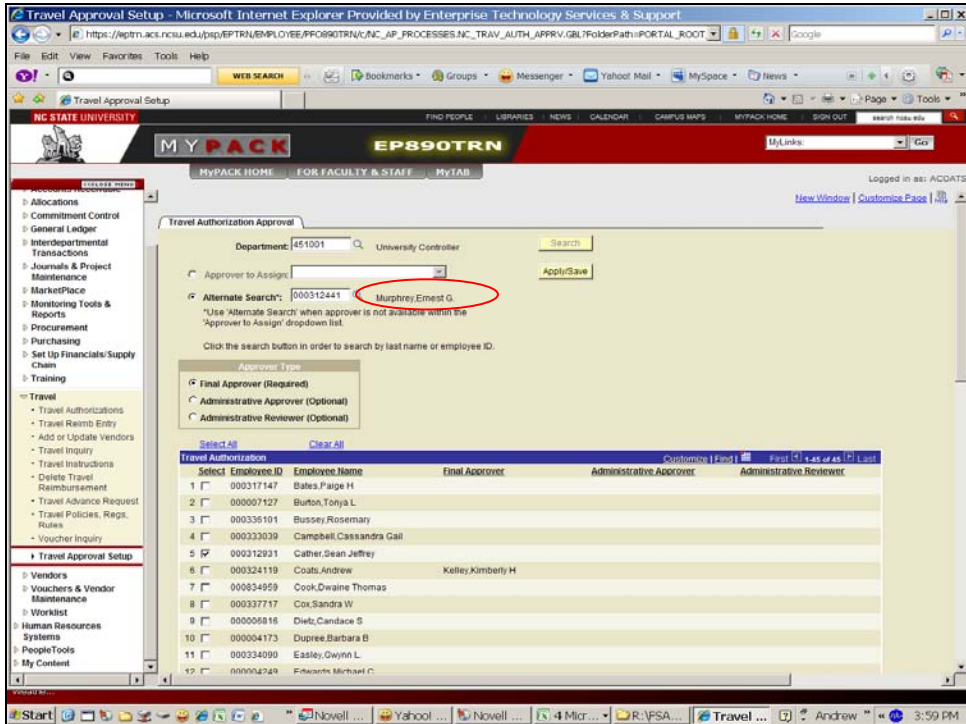 Travel Approval Setup - Microsoft Internet Explorer Provided by Enterprise Technology Services & Support
https://eptrn.acs.ncsu.edu/psp/EPTRN/EMPLOYEE/PFO890TRN/c/NC_AP_PROCESSES.NC_TRAV_AUTH_APPRV.GBL?FolderPath=PORTAL_ROOT
Google
File Edit View Favorites Tools Help
Y! WEB SEARCH Bookmarks Groups Messenger Yahoo! Mail MySpace News
Travel Approval Setup Page Tools
NC STATE UNIVERSITY FIND PEOPLE LIBRARIES NEWS CALENDAR CAMPUS MAPS MYPACK HOME SIGN OUT search ncsu edu
MYPACK EP890TRN MyLinks: Go
MyPACK HOME FOR FACULTY & STAFF MyTAB
Logged in as: ACOATS
New Window | Customize Page
Accounts Receivable
Allocations
Commitment Control
General Ledger
Interdepartmental Transactions
Journals & Project Maintenance
MarketPlace
Monitoring Tools & Reports
Procurement
Purchasing
Set Up Financials/Supply Chain
Training
Travel
Travel Authorizations
Travel Reimb Entry
Add or Update Vendors
Travel Inquiry
Travel Instructions
Delete Travel Reimbursement
Travel Advance Request
Travel Policies, Regs, Rules
Voucher Inquiry
Travel Approval Setup
Vendors
Vouchers & Vendor Maintenance
Worklist
Human Resources Systems
PeopleTools
My Content
Travel Authorization Approval
Department: 451001 University Controller Search
Approver to Assign: Apply/Save
Alternate Search*: 000312441 Murphrey,Ernest G.
*Use 'Alternate Search' when approver is not available within the
'Approver to Assign' dropdown list.
Click the search button in order to search by last name or employee ID.
Approver Type
Final Approver (Required)
Administrative Approver (Optional)
Administrative Reviewer (Optional)
Select All Clear All
Travel Authorization Customize | Find | First 1-45 of 45 Last
Select Employee ID Employee Name Final Approver Administrative Approver Administrative Reviewer
1 000317147 Bates,Paige H
2 000007127 Burton,Tonya L
3 000336101 Bussey,Rosemary
4 000333039 Campbell,Cassandra Gail
5 000312931 Cather,Sean Jeffrey
6 000324119 Coats,Andrew Kelley,Kimberly H
7 000834959 Cook,Dwaine Thomas
8 000337717 Cox,Sandra W
9 000006816 Dietz,Candace S
10 000004173 Dupree,Barbara B
11 000334090 Easley,Gwynn L.
12 000004249 Edwards,Michael C
Start Novell ... Yahoo! ... Novell ... 4 Micr... R:\FSA... Travel ... Andrew 3:59 PM